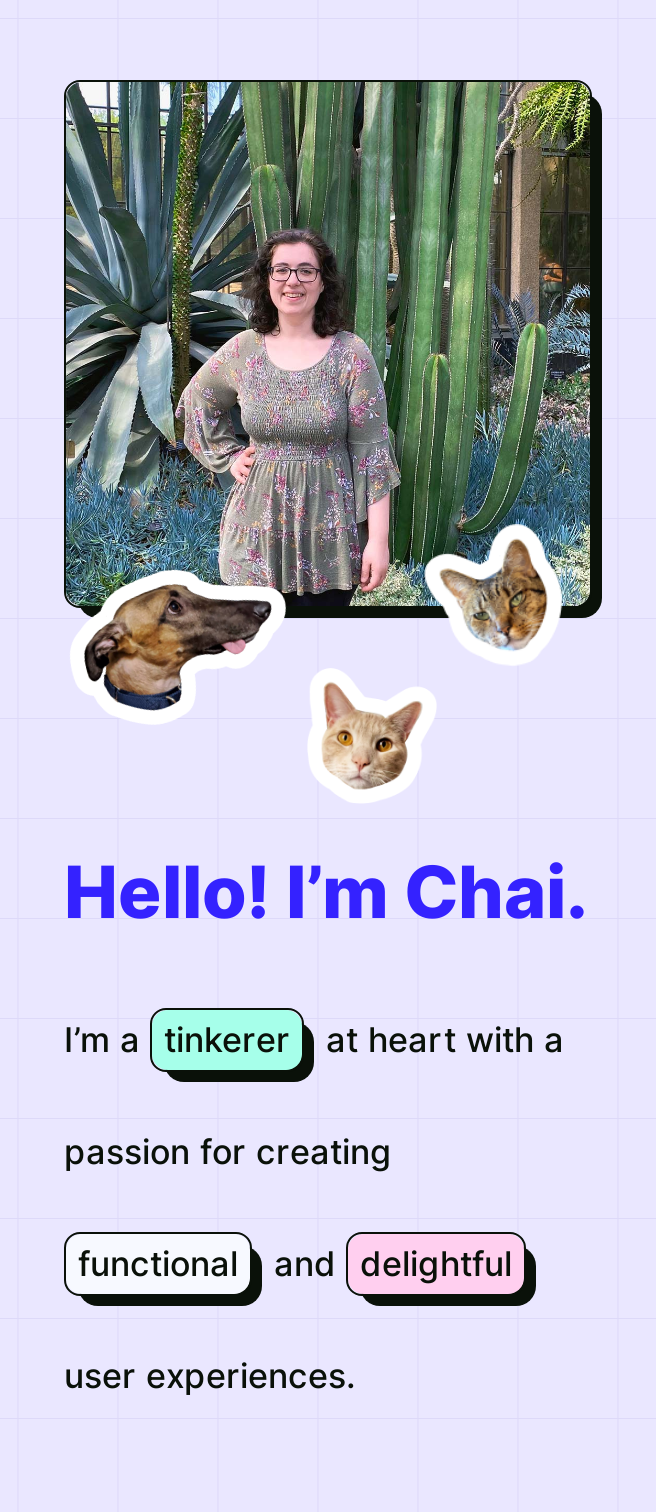 Hello! I’m Chai.
I’m a tinkerer at heart with a
passion for creating
functional and delightful
user experiences.